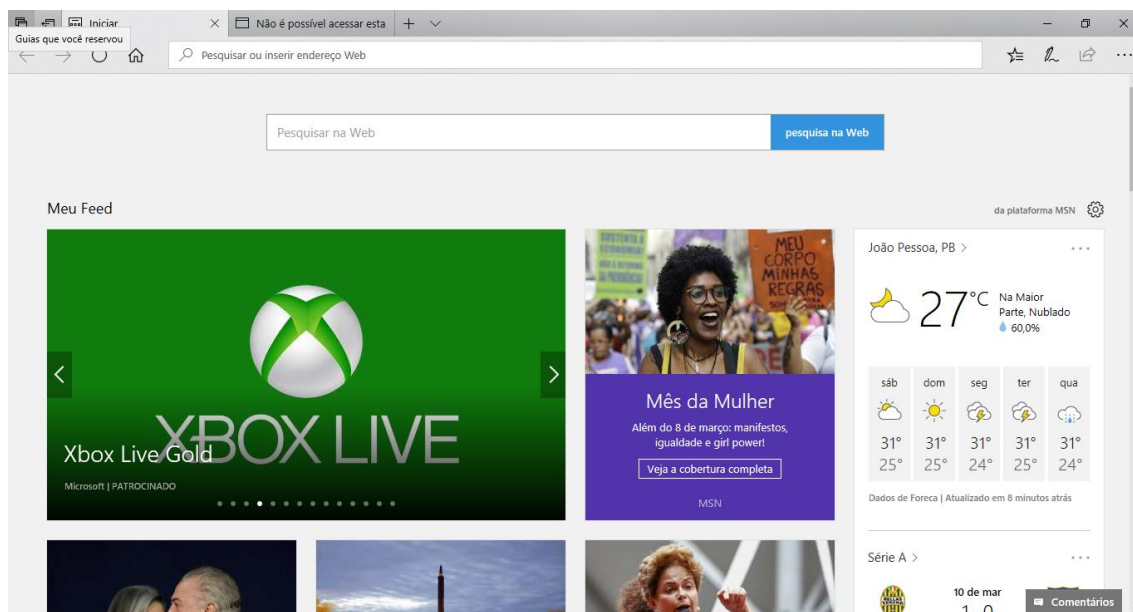 Iniciar
Não é possível acessar esta
Guias que você reservou
Pesquisar ou inserir endereço Web
Pesquisar na Web
pesquisa na Web
Meu Feed
da plataforma MSN
XBOX LIVE
Xbox Live Gold
Microsoft | PATROCINADO
MEU
CORPO
MINHAS
REGRAS
Mês da Mulher
Além do 8 de março: manifestos,
igualdade e girl power!
Veja a cobertura completa
MSN
João Pessoa, PB >
27°C
Na Maior
Parte, Nublado
60,0%
sáb dom seg ter qua
31° 31° 31° 31° 31°
25° 25° 24° 25° 24°
Dados de Foreca | Atualizado em 8 minutos atrás
Série A >
10 de mar
1 0
Comentários